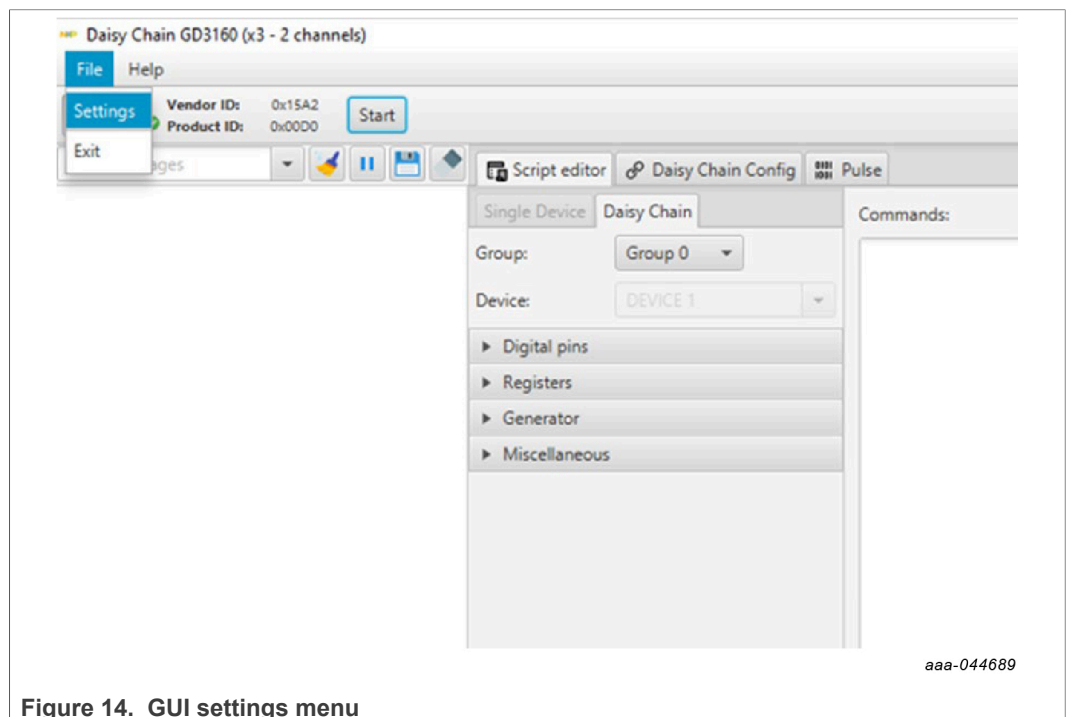 Daisy Chain GD3160 (x3 - 2 channels)
File Help
Settings
Exit
Vendor ID: 0x15A2
Product ID: 0x00D0
Start
Script editor Daisy Chain Config Pulse
Single Device Daisy Chain
Commands:
Group: Group 0
Device: DEVICE 1
Digital pins
Registers
Generator
Miscellaneous
aaa-044689
Figure 14. GUI settings menu